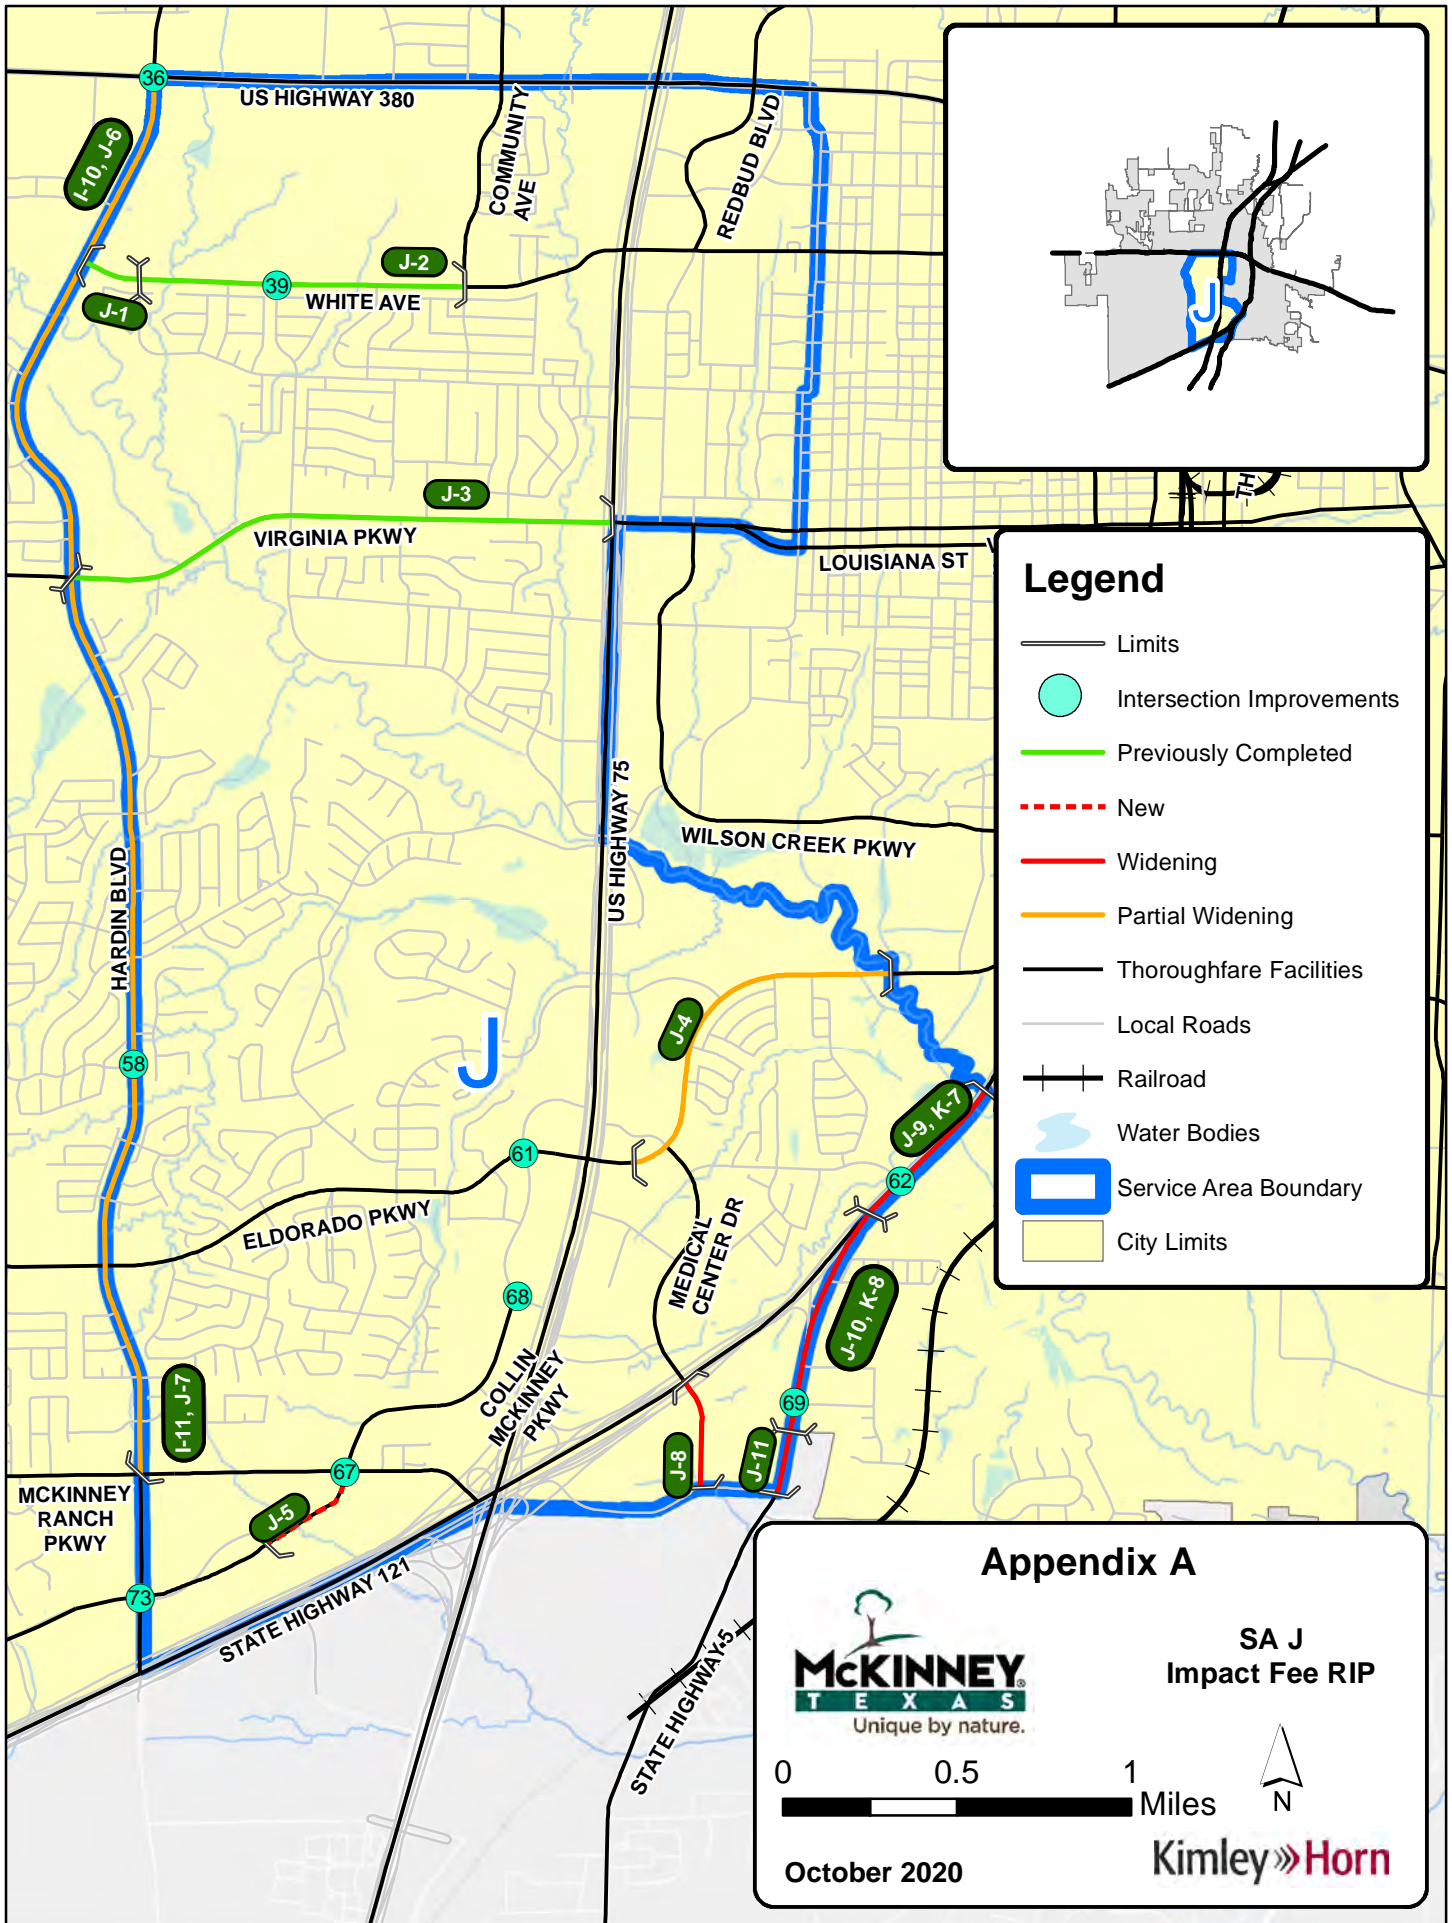 36
US HIGHWAY 380
COMMUNITY
AVE
REDBUD BLVD
I-10, J-6
J-2
39
WHITE AVE
J-1
J
J-3
VIRGINIA PKWY
LOUISIANA ST
TH
Legend
Limits
Intersection Improvements
Previously Completed
New
Widening
Partial Widening
Thoroughfare Facilities
Local Roads
Railroad
Water Bodies
Service Area Boundary
City Limits
US HIGHWAY 75
WILSON CREEK PKWY
HARDIN BLVD
J
J-4
58
J-9, K-7
61
62
ELDORADO PKWY
MEDICAL
CENTER DR
68
J-10, K-8
COLLIN
MCKINNEY
PKWY
I-11, J-7
69
J-8
J-11
67
MCKINNEY
RANCH
PKWY
J-5
73
STATE HIGHWAY 121
STATE HIGHWAY 5
Appendix A
McKINNEY
TEXAS
Unique by nature.
SA J
Impact Fee RIP
0 0.5 1
Miles
N
October 2020
Kimley»Horn